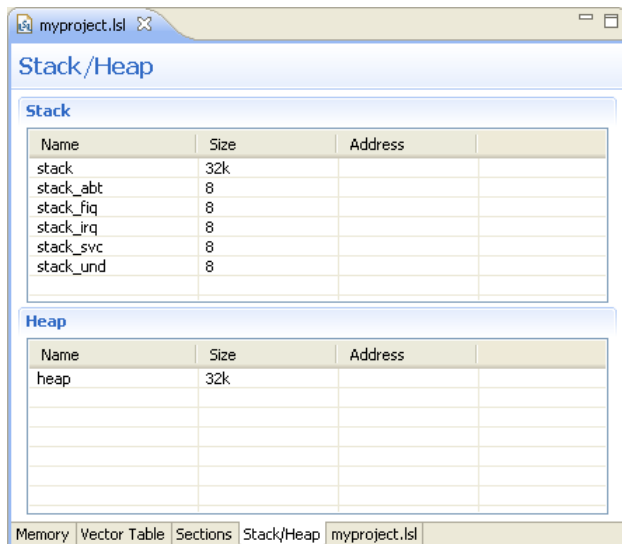 myproject.lsl
Stack/Heap
Stack
Name Size Address
stack 32k
stack_abt 8
stack_fiq 8
stack_irq 8
stack_svc 8
stack_und 8
Heap
Name Size Address
heap 32k
Memory Vector Table Sections Stack/Heap myproject.lsl